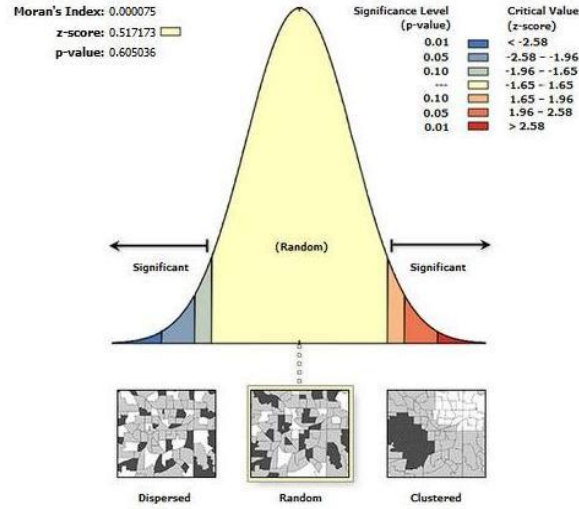 Moran's Index: 0.000075
z-score: 0.517173
p-value: 0.605036
Significance Level
(p-value)
Critical Value
(z-score)
0.01 < -2.58
0.05 -2.58 - -1.96
0.10 -1.96 - -1.65
--- -1.65 - 1.65
0.10 1.65 - 1.96
0.05 1.96 - 2.58
0.01 > 2.58
(Random)
Significant Significant
Dispersed Random Clustered